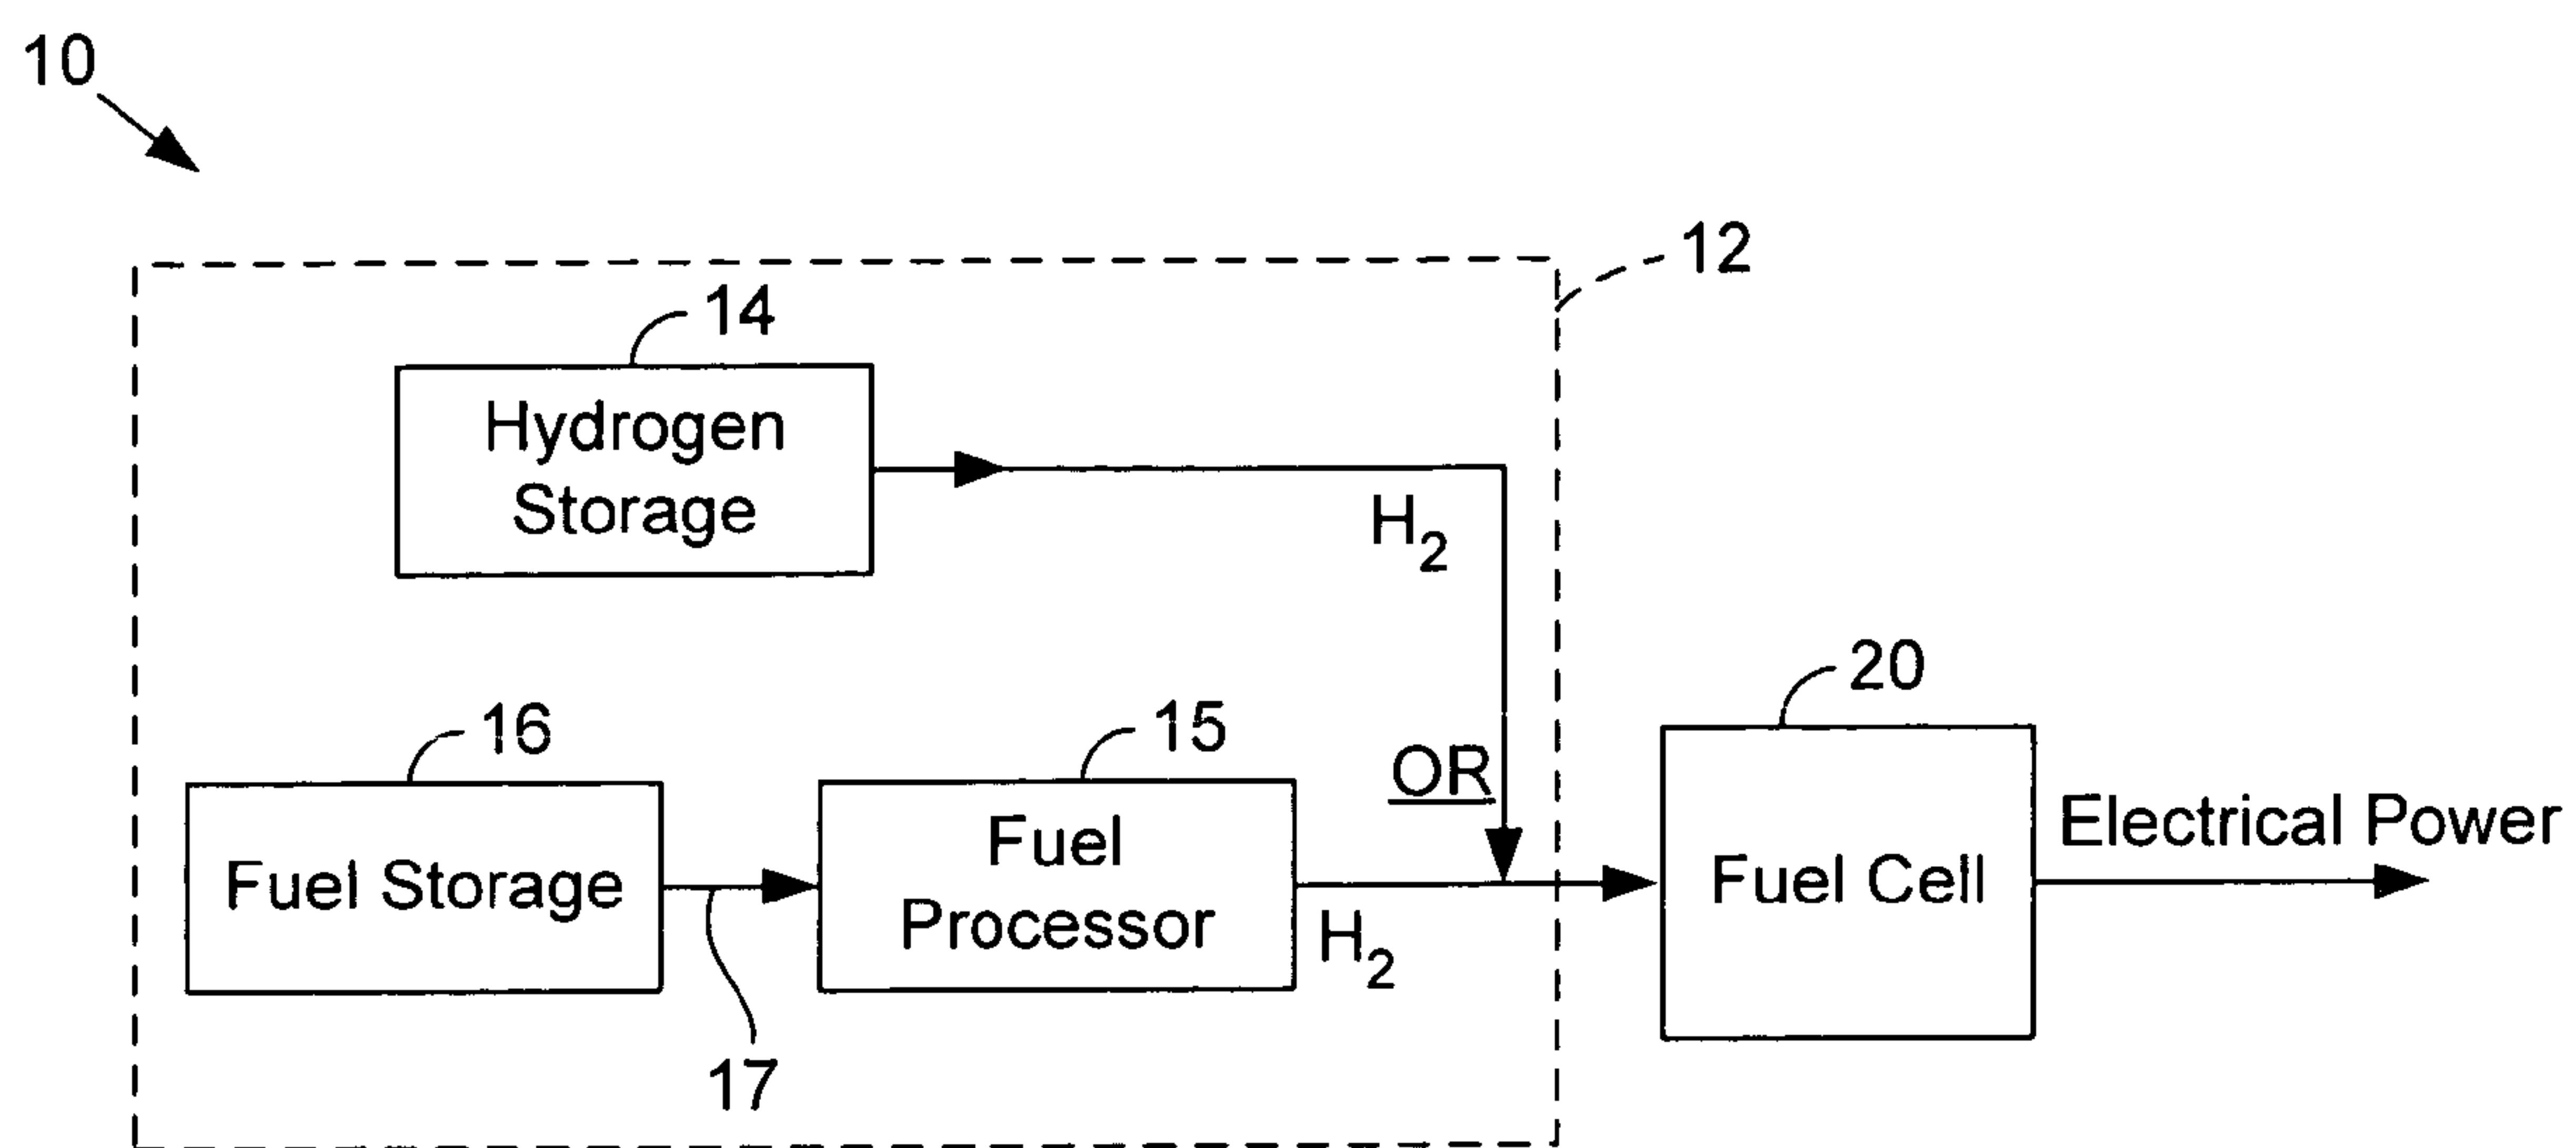 10
12
14
Hydrogen
Storage
H2
20
16
15
OR
Electrical Power
Fuel Storage
Fuel
Processor
Fuel Cell
H2
17